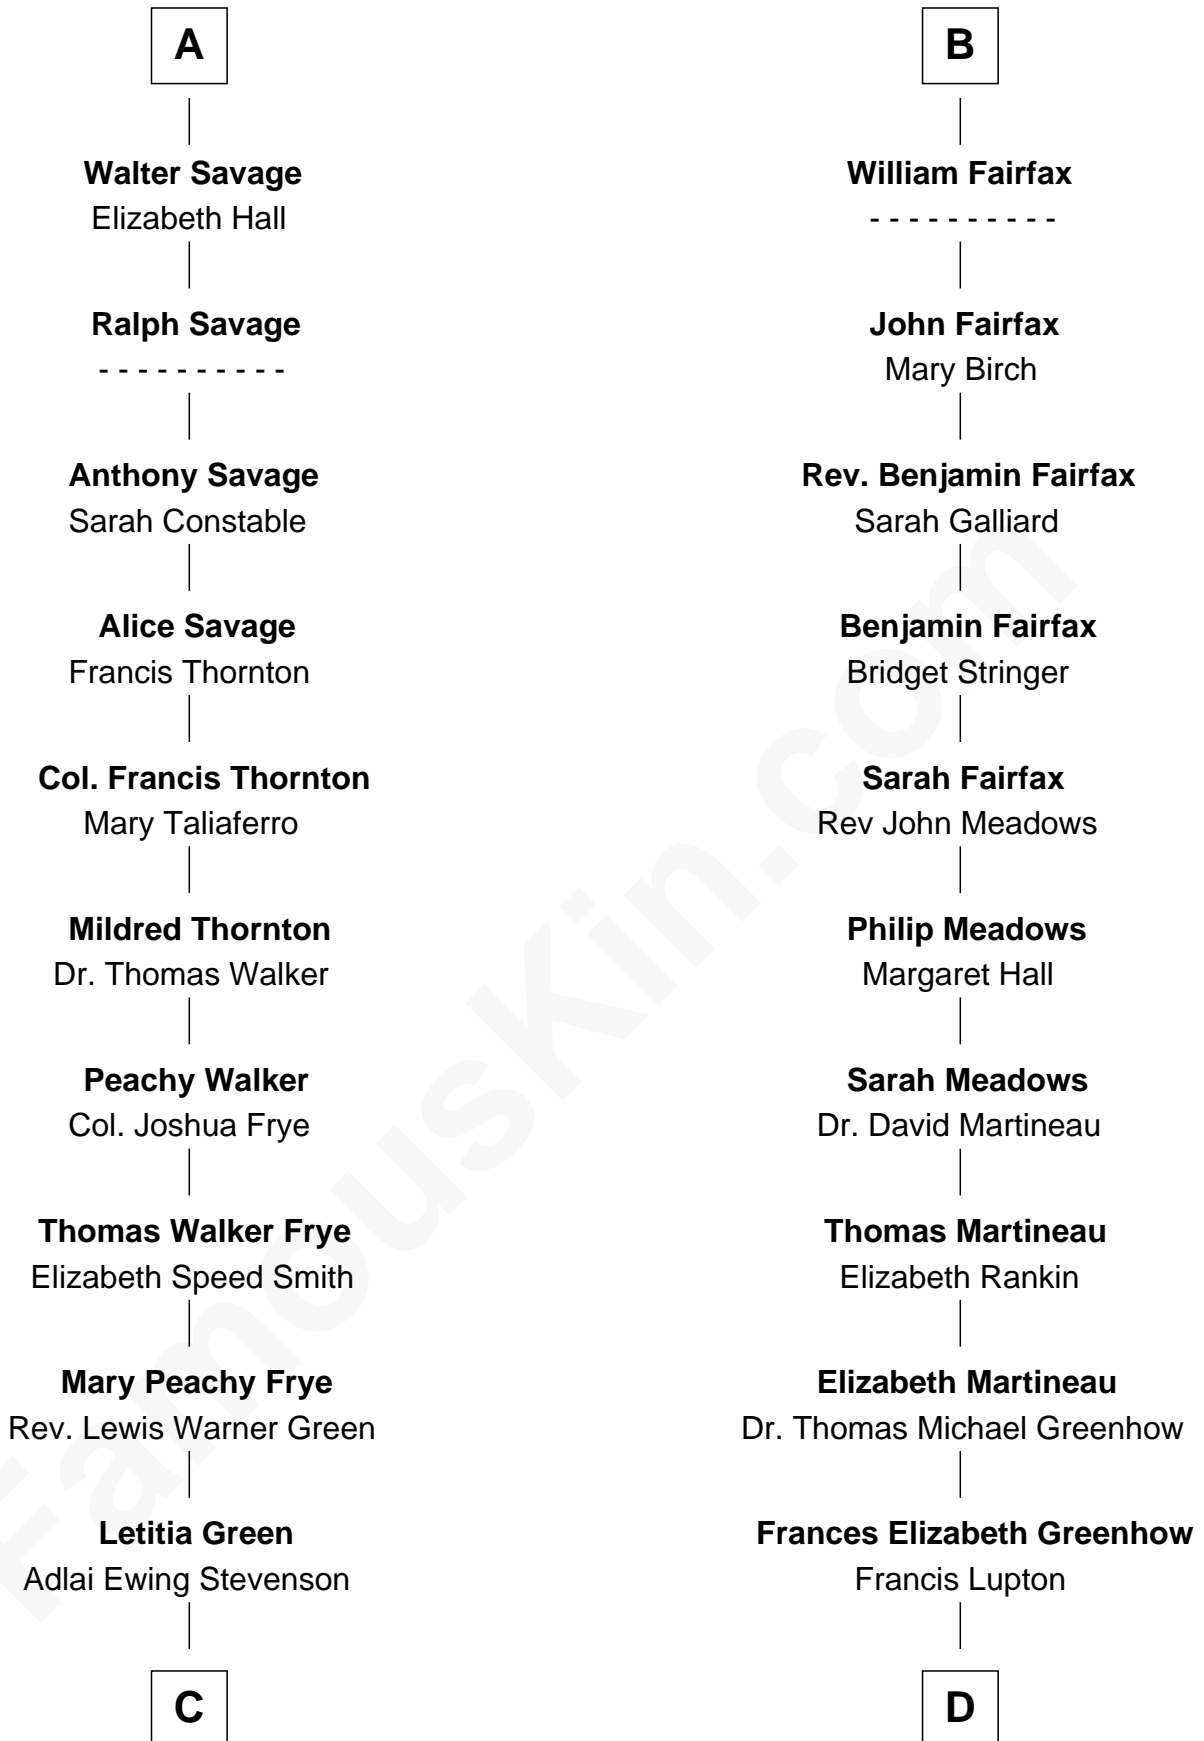 A
Walter Savage
Elizabeth Hall
Ralph Savage
- - - - - - - - - -
Anthony Savage
Sarah Constable
Alice Savage
Francis Thornton
Col. Francis Thornton
Mary Taliaferro
Mildred Thornton
Dr. Thomas Walker
Peachy Walker
Col. Joshua Frye
Thomas Walker Frye
Elizabeth Speed Smith
Mary Peachy Frye
Rev. Lewis Warner Green
Letitia Green
Adlai Ewing Stevenson
C
B
William Fairfax
- - - - - - - - - -
John Fairfax
Mary Birch
Rev. Benjamin Fairfax
Sarah Galliard
Benjamin Fairfax
Bridget Stringer
Sarah Fairfax
Rev John Meadows
Philip Meadows
Margaret Hall
Sarah Meadows
Dr. David Martineau
Thomas Martineau
Elizabeth Rankin
Elizabeth Martineau
Dr. Thomas Michael Greenhow
Frances Elizabeth Greenhow
Francis Lupton
D
FamousKin.com